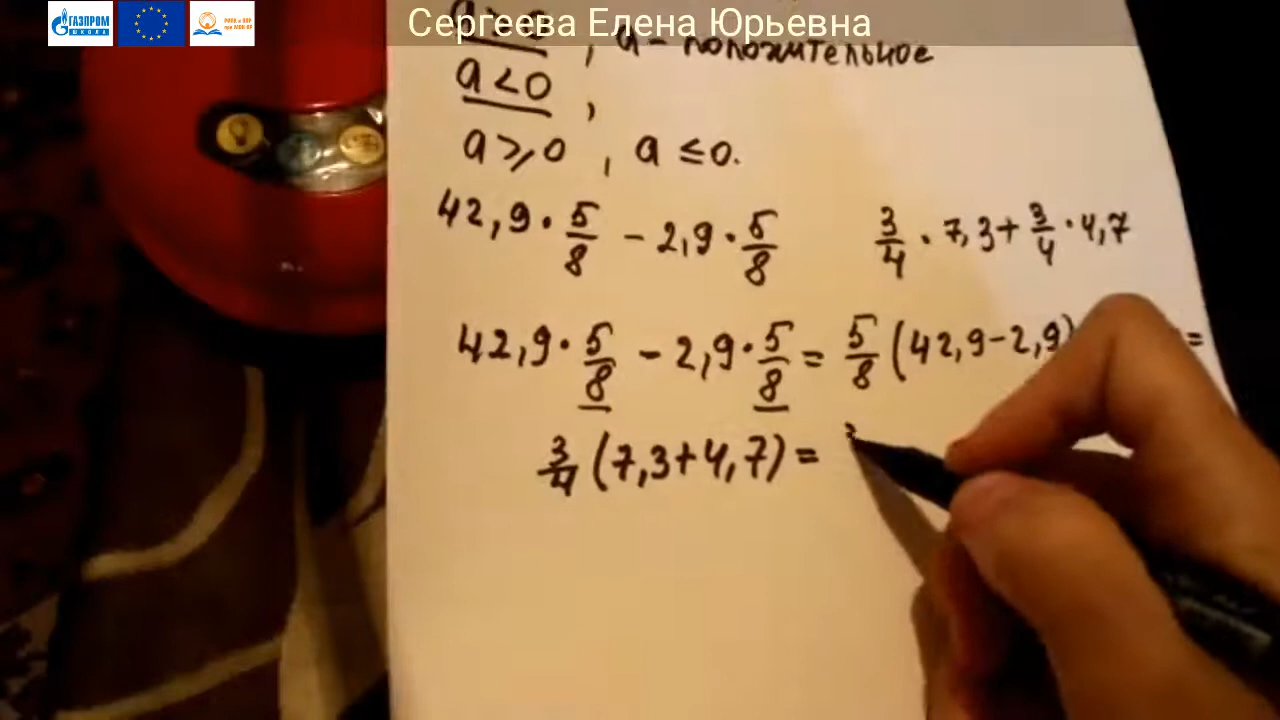 ГАЗПРОМ
ШКОЛА
Сергеева Елена Юрьевна
, a - положительное
a < 0 ,
a ⩾ 0 , a ≤ 0.
42,9 · 5/8 - 2,9 · 5/8
3/4 · 7,3 + 3/4 · 4,7
42,9 · 5/8 - 2,9 · 5/8 = 5/8 (42,9 - 2,9) =
3/4 (7,3 + 4,7) =